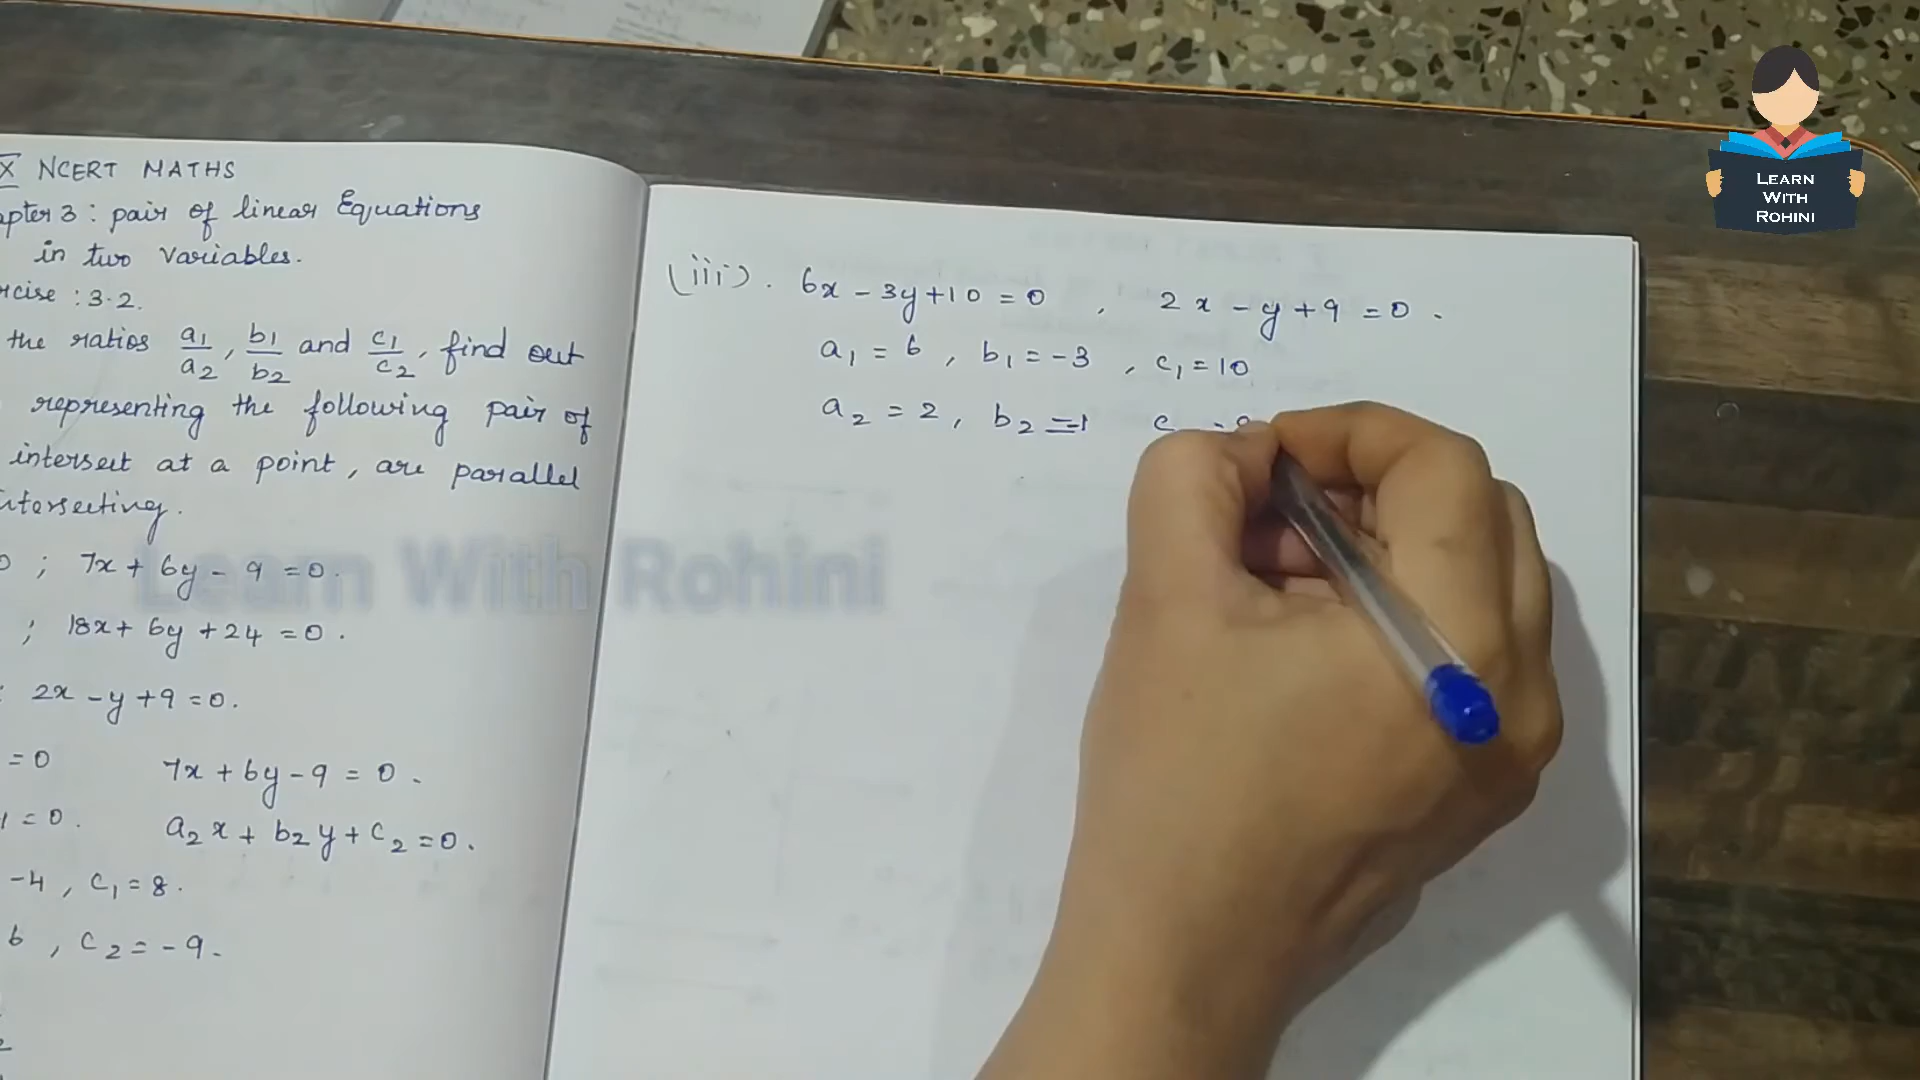 X NCERT MATHS
apter 3 : pair of linear Equations
in two variables.
rcise : 3.2.
the ratios a₁/a₂, b₁/b₂ and c₁/c₂, find out
representing the following pair of
intersect at a point, are parallel
ntersecting.
0 ; 7x + 6y - 9 = 0.
; 18x + 6y + 24 = 0.
; 2x - y + 9 = 0.
= 0 7x + 6y - 9 = 0.
= 0. a₂x + b₂y + c₂ = 0.
-4, c₁ = 8.
6, c₂ = -9.
(iii). 6x - 3y + 10 = 0, 2x - y + 9 = 0.
a₁ = 6, b₁ = -3, c₁ = 10
a₂ = 2, b₂ = -1 c
Learn With Rohini
LEARN
WITH
ROHINI